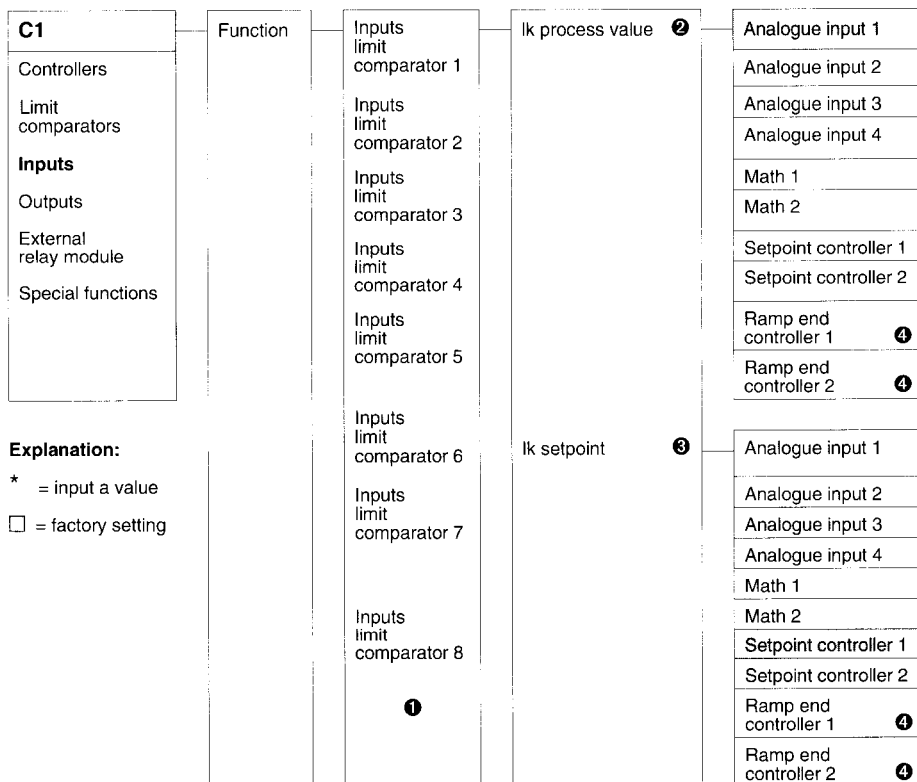 C1
Controllers
Limit
comparators
Inputs
Outputs
External
relay module
Special functions
Explanation:
* = input a value
□ = factory setting
Function
Inputs
limit
comparator 1
Inputs
limit
comparator 2
Inputs
limit
comparator 3
Inputs
limit
comparator 4
Inputs
limit
comparator 5
Inputs
limit
comparator 6
Inputs
limit
comparator 7
Inputs
limit
comparator 8
❶
lk process value ❷
lk setpoint ❸
Analogue input 1
Analogue input 2
Analogue input 3
Analogue input 4
Math 1
Math 2
Setpoint controller 1
Setpoint controller 2
Ramp end
controller 1 ❹
Ramp end
controller 2 ❹
Analogue input 1
Analogue input 2
Analogue input 3
Analogue input 4
Math 1
Math 2
Setpoint controller 1
Setpoint controller 2
Ramp end
controller 1 ❹
Ramp end
controller 2 ❹